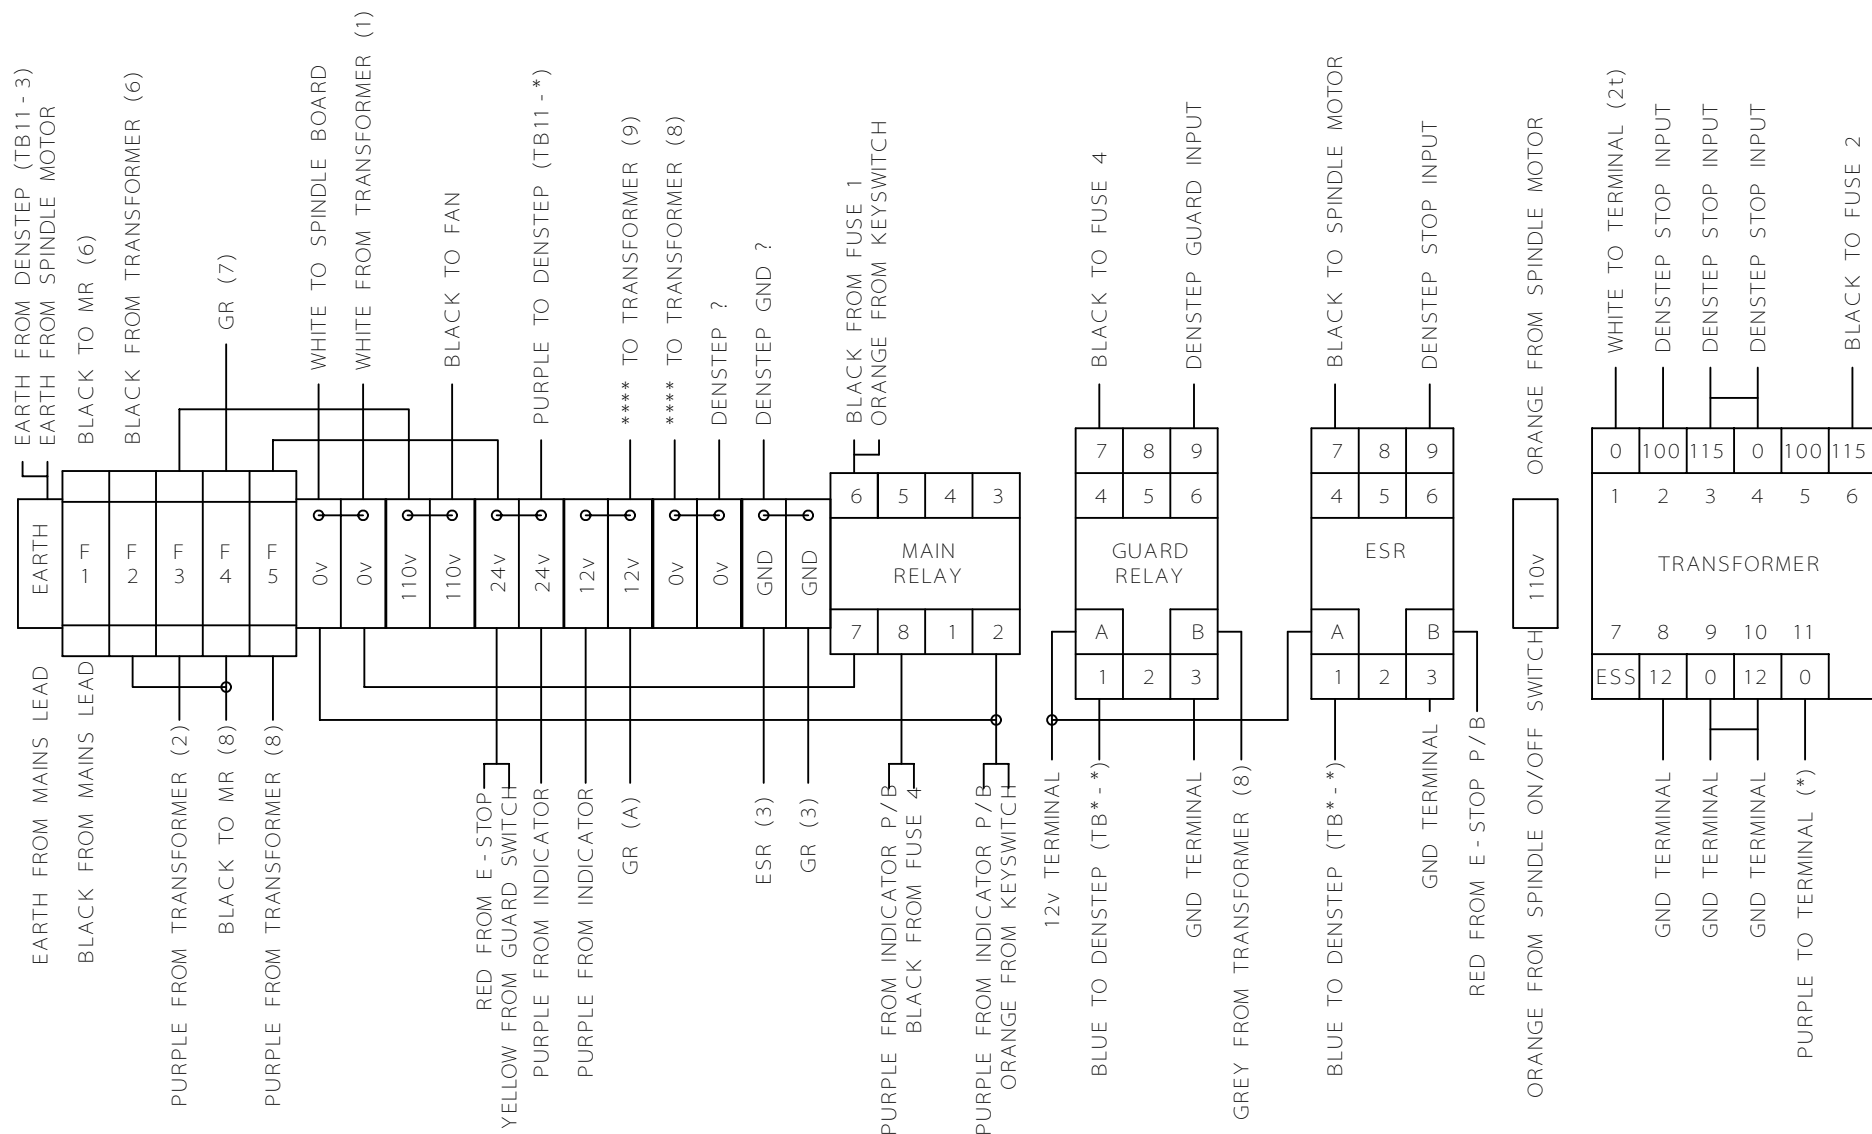 EARTH FROM DENSTEP (TB11 - 3)
EARTH FROM SPINDLE MOTOR
BLACK TO MR (6)
BLACK FROM TRANSFORMER (6)
GR (7)
WHITE TO SPINDLE BOARD
WHITE FROM TRANSFORMER (1)
BLACK TO FAN
PURPLE TO DENSTEP (TB11 - *)
**** TO TRANSFORMER (9)
**** TO TRANSFORMER (8)
DENSTEP ?
DENSTEP GND ?
BLACK FROM FUSE 1
ORANGE FROM KEYSWITCH
BLACK TO FUSE 4
DENSTEP GUARD INPUT
BLACK TO SPINDLE MOTOR
DENSTEP STOP INPUT
ORANGE FROM SPINDLE MOTOR
WHITE TO TERMINAL (2t)
DENSTEP STOP INPUT
DENSTEP STOP INPUT
DENSTEP STOP INPUT
BLACK TO FUSE 2
EARTH
F1
F2
F3
F4
F5
0v
0v
110v
110v
24v
24v
12v
12v
0v
0v
GND
GND
6 5 4 3
MAIN
RELAY
7 8 1 2
7 8 9
4 5 6
GUARD
RELAY
A B
1 2 3
7 8 9
4 5 6
ESR
A B
1 2 3
110v
0 100 115 0 100 115
1 2 3 4 5 6
TRANSFORMER
7 8 9 10 11
ESS 12 0 12 0
EARTH FROM MAINS LEAD
BLACK FROM MAINS LEAD
PURPLE FROM TRANSFORMER (2)
BLACK TO MR (8)
PURPLE FROM TRANSFORMER (8)
RED FROM E - STOP
YELLOW FROM GUARD SWITCH
PURPLE FROM INDICATOR
PURPLE FROM INDICATOR
GR (A)
ESR (3)
GR (3)
PURPLE FROM INDICATOR P/B
BLACK FROM FUSE 4
PURPLE FROM INDICATOR P/B
ORANGE FROM KEYSWITCH
12v TERMINAL
BLUE TO DENSTEP (TB* - *)
GND TERMINAL
GREY FROM TRANSFORMER (8)
BLUE TO DENSTEP (TB* - *)
GND TERMINAL
RED FROM E - STOP P/B
ORANGE FROM SPINDLE ON/OFF SWITCH
GND TERMINAL
GND TERMINAL
GND TERMINAL
PURPLE TO TERMINAL (*)